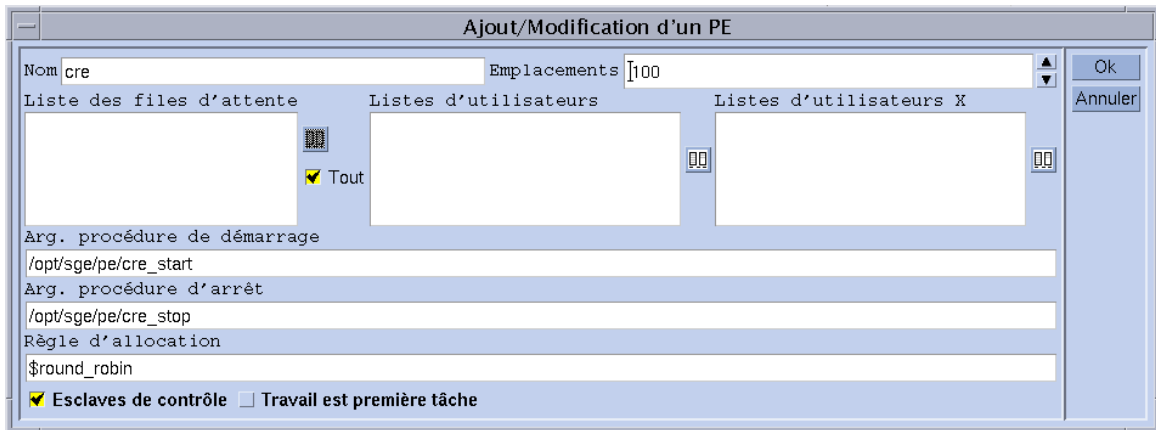 Ajout/Modification d'un PE
Nom cre Emplacements 100 Ok
Liste des files d'attente Listes d'utilisateurs Listes d'utilisateurs X Annuler
Tout
Arg. procédure de démarrage
/opt/sge/pe/cre_start
Arg. procédure d'arrêt
/opt/sge/pe/cre_stop
Règle d'allocation
$round_robin
Esclaves de contrôle Travail est première tâche